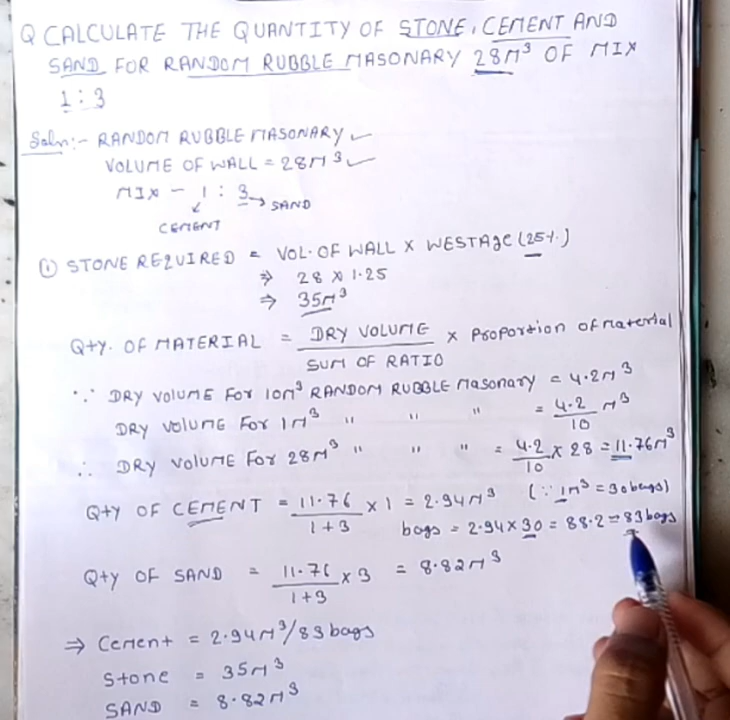 Q CALCULATE THE QUANTITY OF STONE, CEMENT AND
SAND FOR RANDOM RUBBLE MASONARY 28M³ OF MIX
1 : 3
Soln:- RANDOM RUBBLE MASONARY ✓
VOLUME OF WALL = 28M³ ✓
MIX - 1 : 3 → SAND
↙
CEMENT
① STONE REQUIRED = VOL. OF WALL X WESTAGE (25%)
⇒ 28 X 1.25
⇒ 35M³
Qty. OF MATERIAL = DRY VOLUME / SUM OF RATIO X Proportion of material
∵ DRY VOLUME FOR 10M³ RANDOM RUBBLE Masonary = 4.2M³
DRY VOLUME FOR 1M³ " " " = 4.2/10 M³
∴ DRY VOLUME FOR 28M³ " " " = 4.2/10 X 28 = 11.76M³
Qty OF CEMENT = 11.76/1+3 X 1 = 2.94M³ (∵ 1M³ = 30bags)
bags = 2.94 X 30 = 88.2 = 83bags
Qty OF SAND = 11.76/1+3 X 3 = 8.82M³
⇒ Cement = 2.94M³/89bags
Stone = 35M³
SAND = 8.82M³